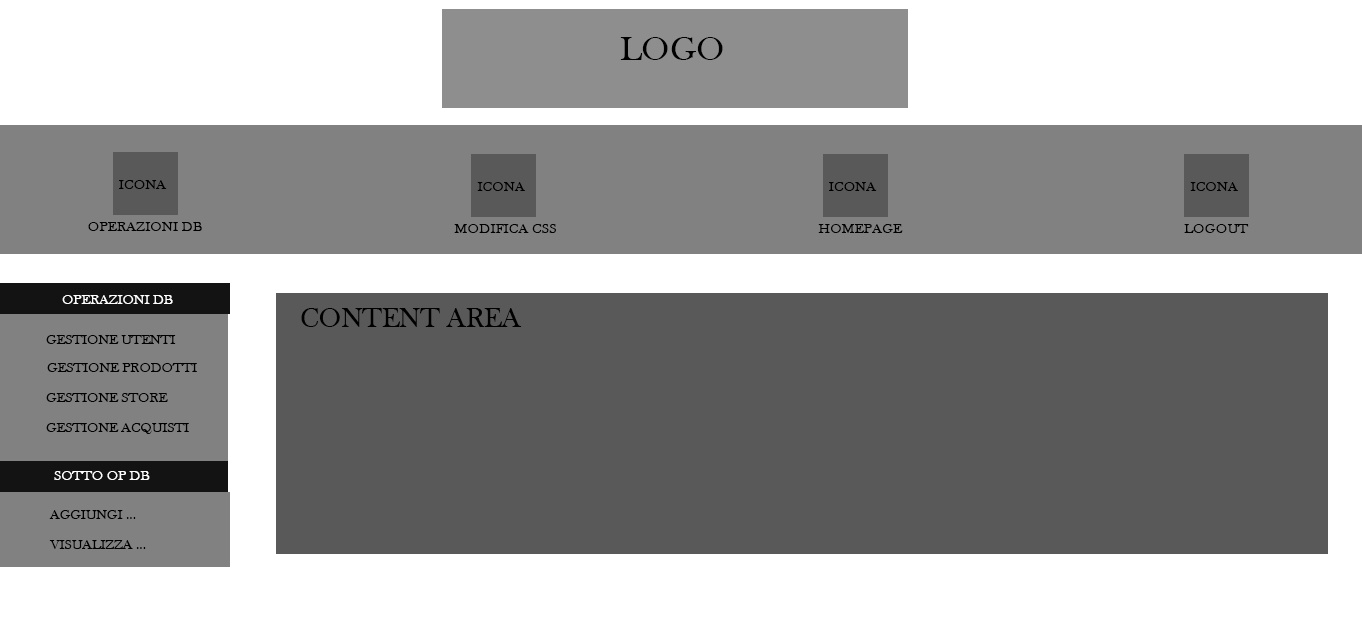 LOGO
ICONA
OPERAZIONI DB
ICONA
MODIFICA CSS
ICONA
HOMEPAGE
ICONA
LOGOUT
OPERAZIONI DB
GESTIONE UTENTI
GESTIONE PRODOTTI
GESTIONE STORE
GESTIONE ACQUISTI
SOTTO OP DB
AGGIUNGI ...
VISUALIZZA ...
CONTENT AREA